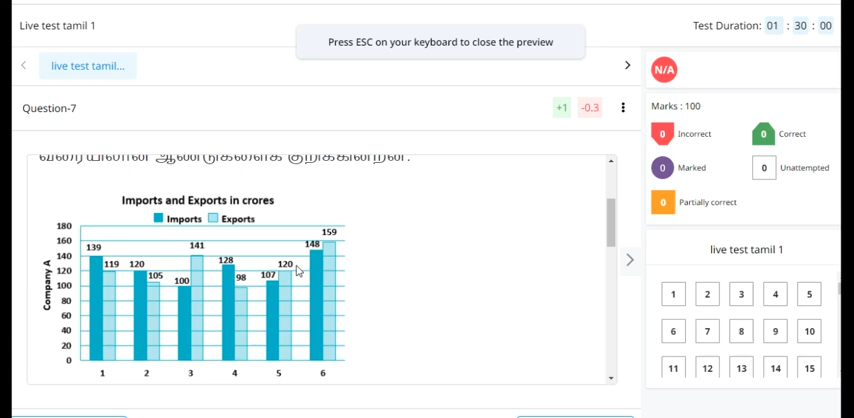 Live test tamil 1
Press ESC on your keyboard to close the preview
Test Duration: 01 : 30 : 00
live test tamil...
N/A
Question-7
+1 -0.3
Marks : 100
0 Incorrect
0 Correct
0 Marked
0 Unattempted
0 Partially correct
live test tamil 1
1 2 3 4 5
6 7 8 9 10
11 12 13 14 15
Imports and Exports in crores
Imports Exports
Company A
180
160
140
120
100
80
60
40
20
0
139 119 120 105 100 141 128 98 107 120 148 159
1 2 3 4 5 6